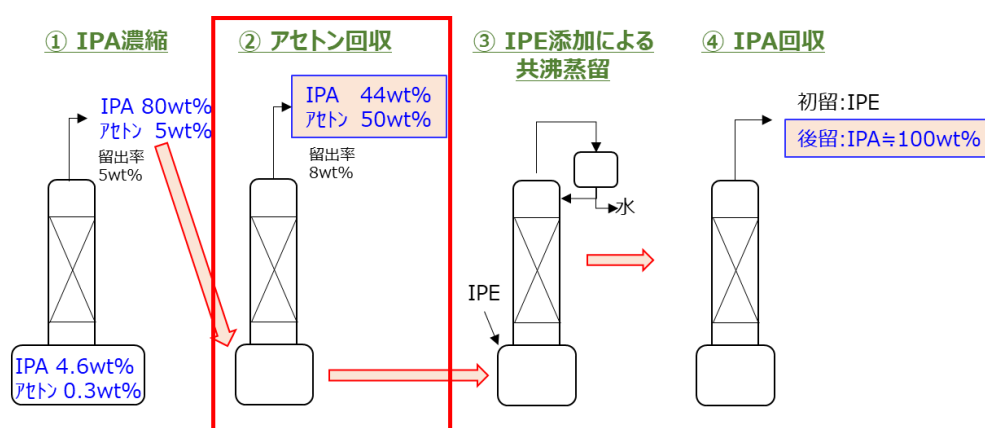 ① IPA濃縮
IPA 80wt%
ｱｾﾄﾝ 5wt%
留出率
5wt%
IPA 4.6wt%
ｱｾﾄﾝ 0.3wt%
② アセトン回収
IPA 44wt%
ｱｾﾄﾝ 50wt%
留出率
8wt%
③ IPE添加による
共沸蒸留
水
IPE
④ IPA回収
初留:IPE
後留:IPA≒100wt%